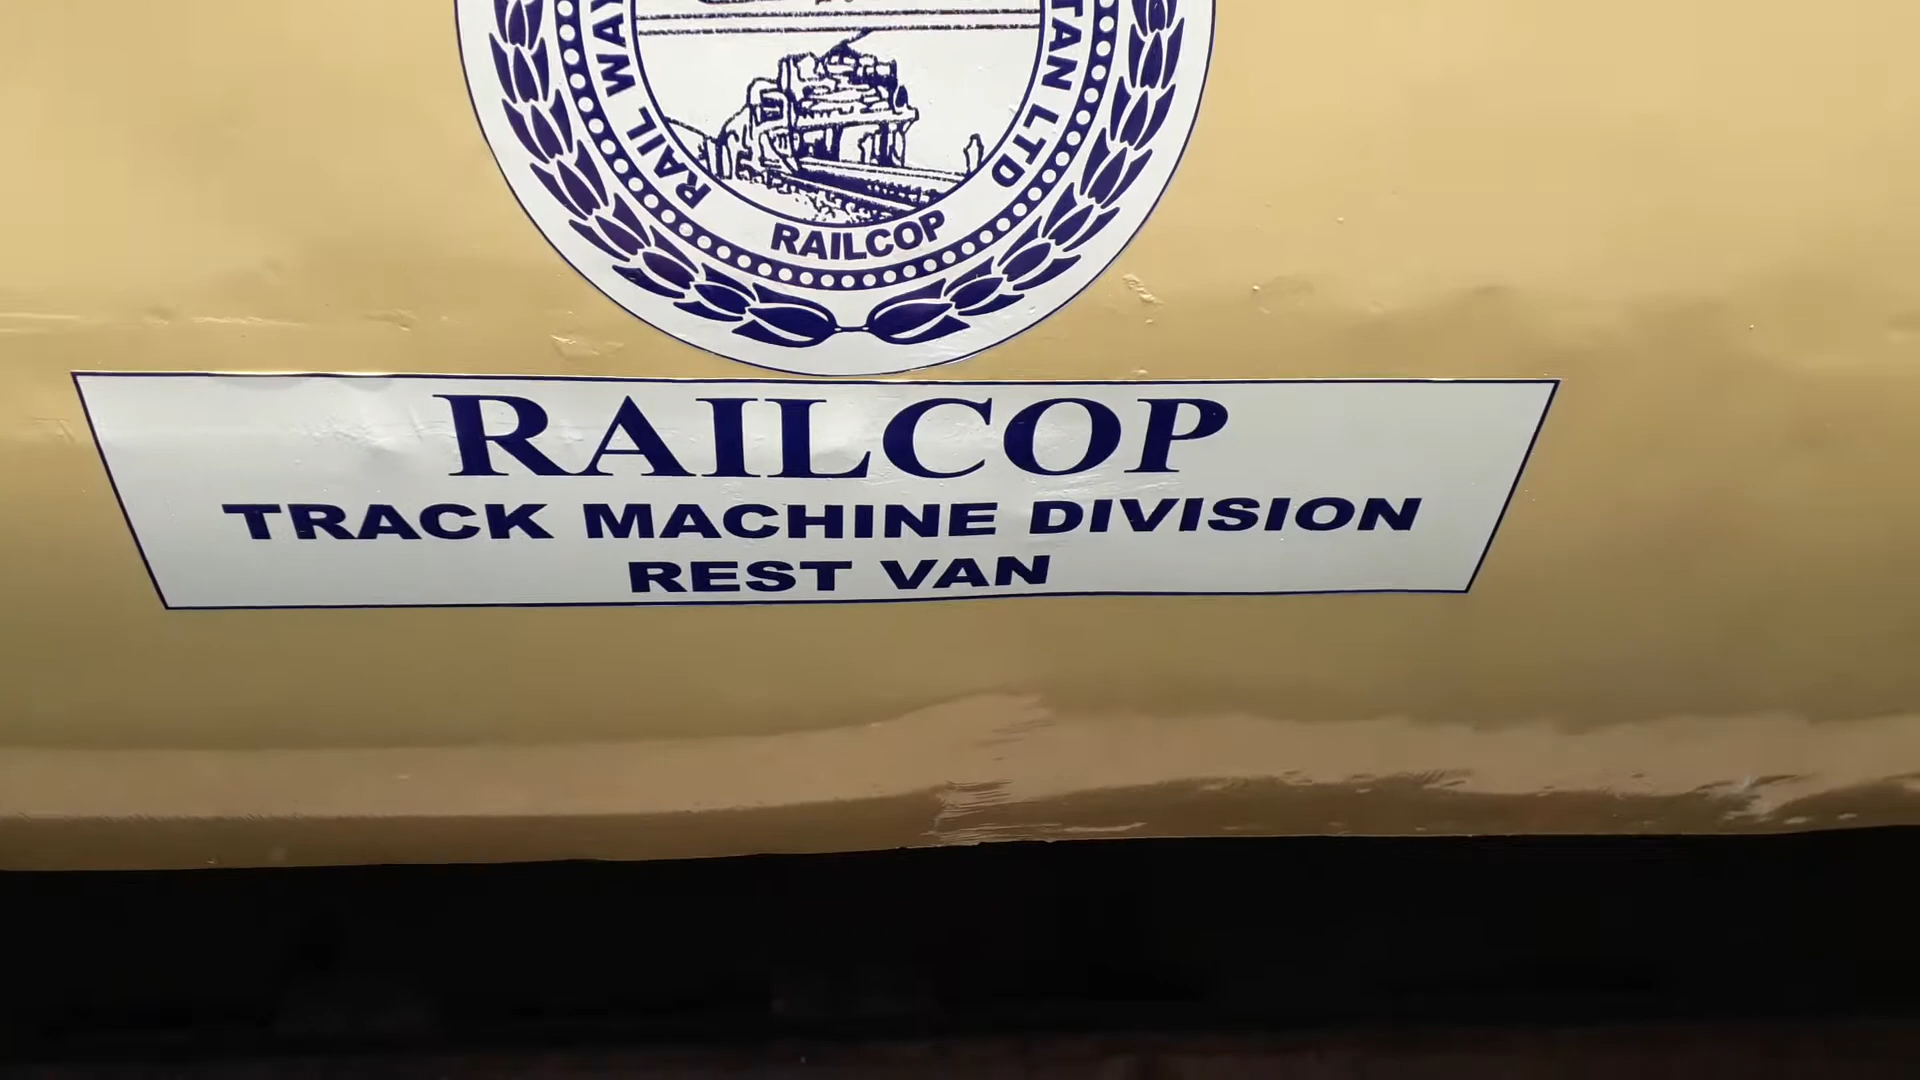 RAIL WAY
TAN LTD
RAILCOP
RAILCOP
TRACK MACHINE DIVISION
REST VAN